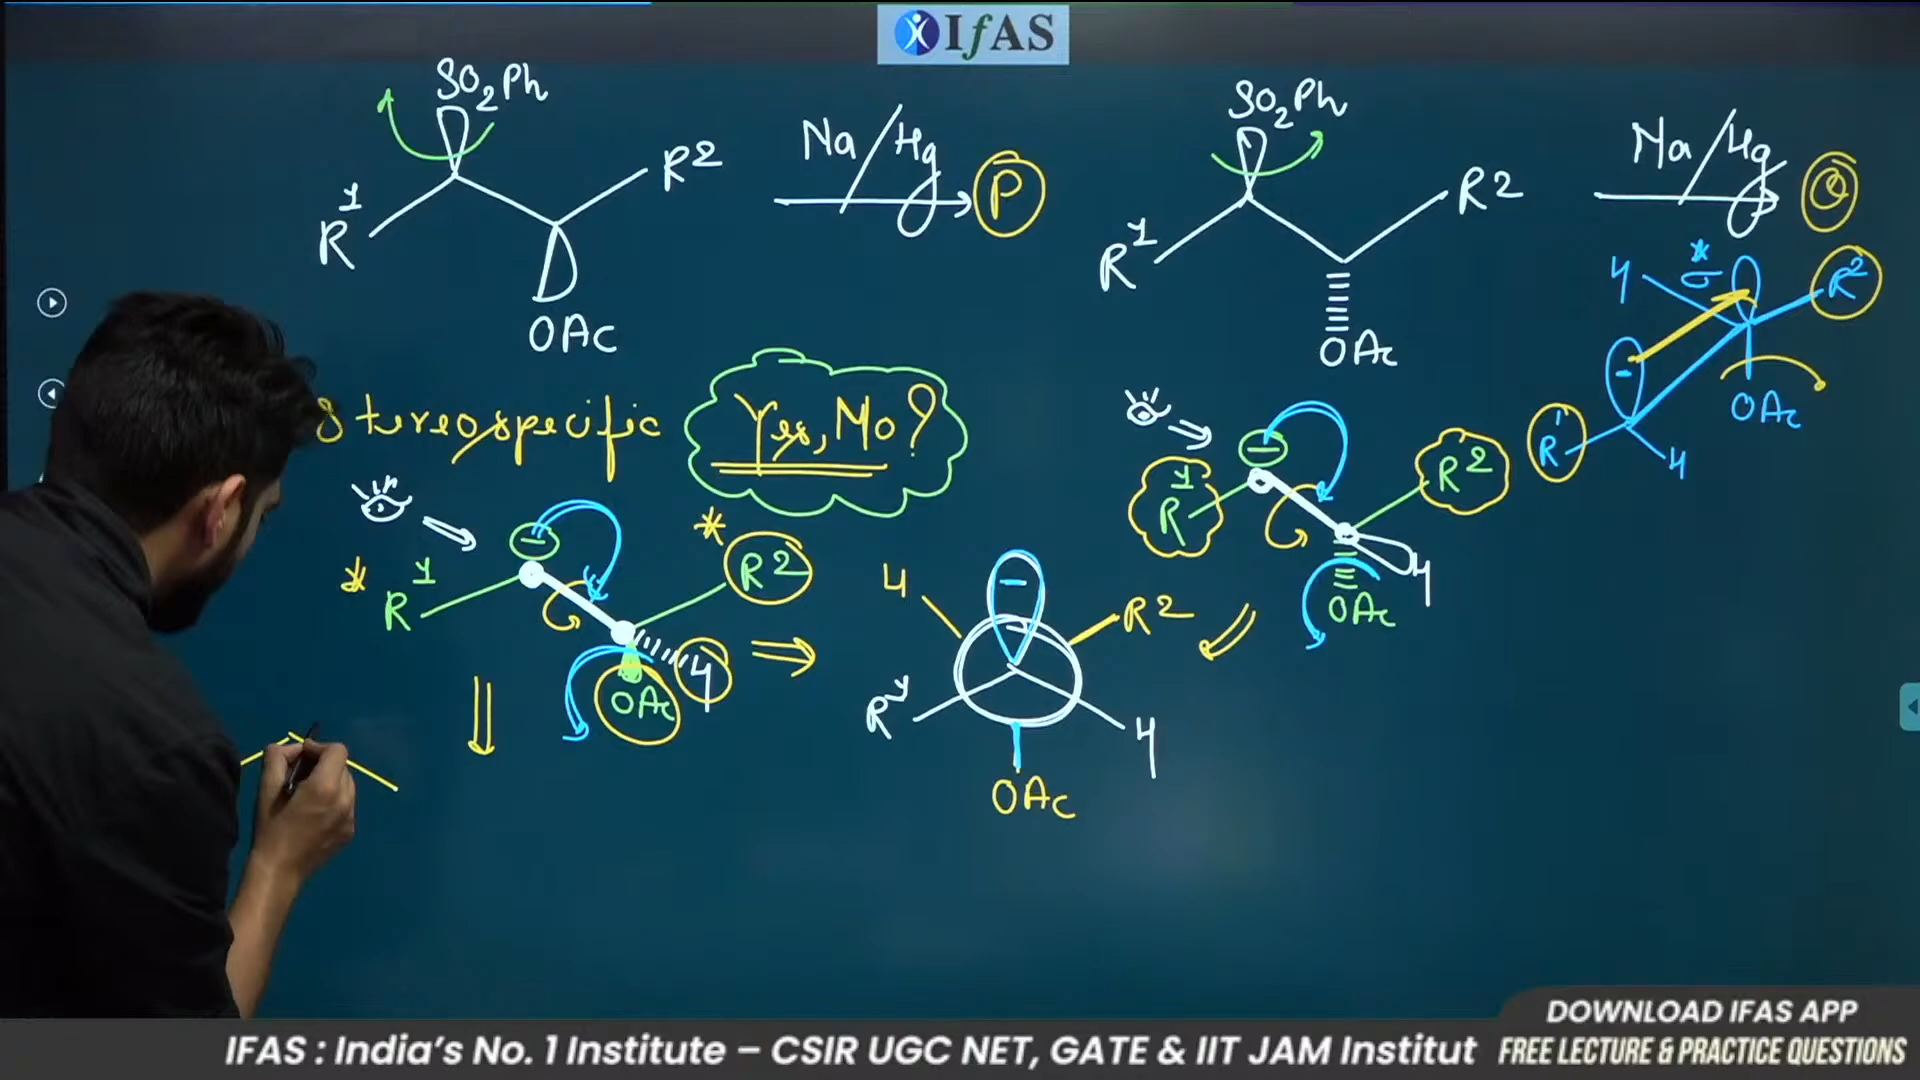 IfAS
SO2Ph
R1
R2
OAc
Na/Hg
P
SO2Ph
R1
R2
OAc
Na/Hg
Q
H
σ*
R2
-
R1
H
OAc
Stereospecific
Yes, No?
-
* R1
* R2
OAc
H
H
-
R2
R1
H
OAc
-
R1
R2
H
OAc
DOWNLOAD IFAS APP
IFAS : India's No. 1 Institute – CSIR UGC NET, GATE & IIT JAM Institut
FREE LECTURE & PRACTICE QUESTIONS